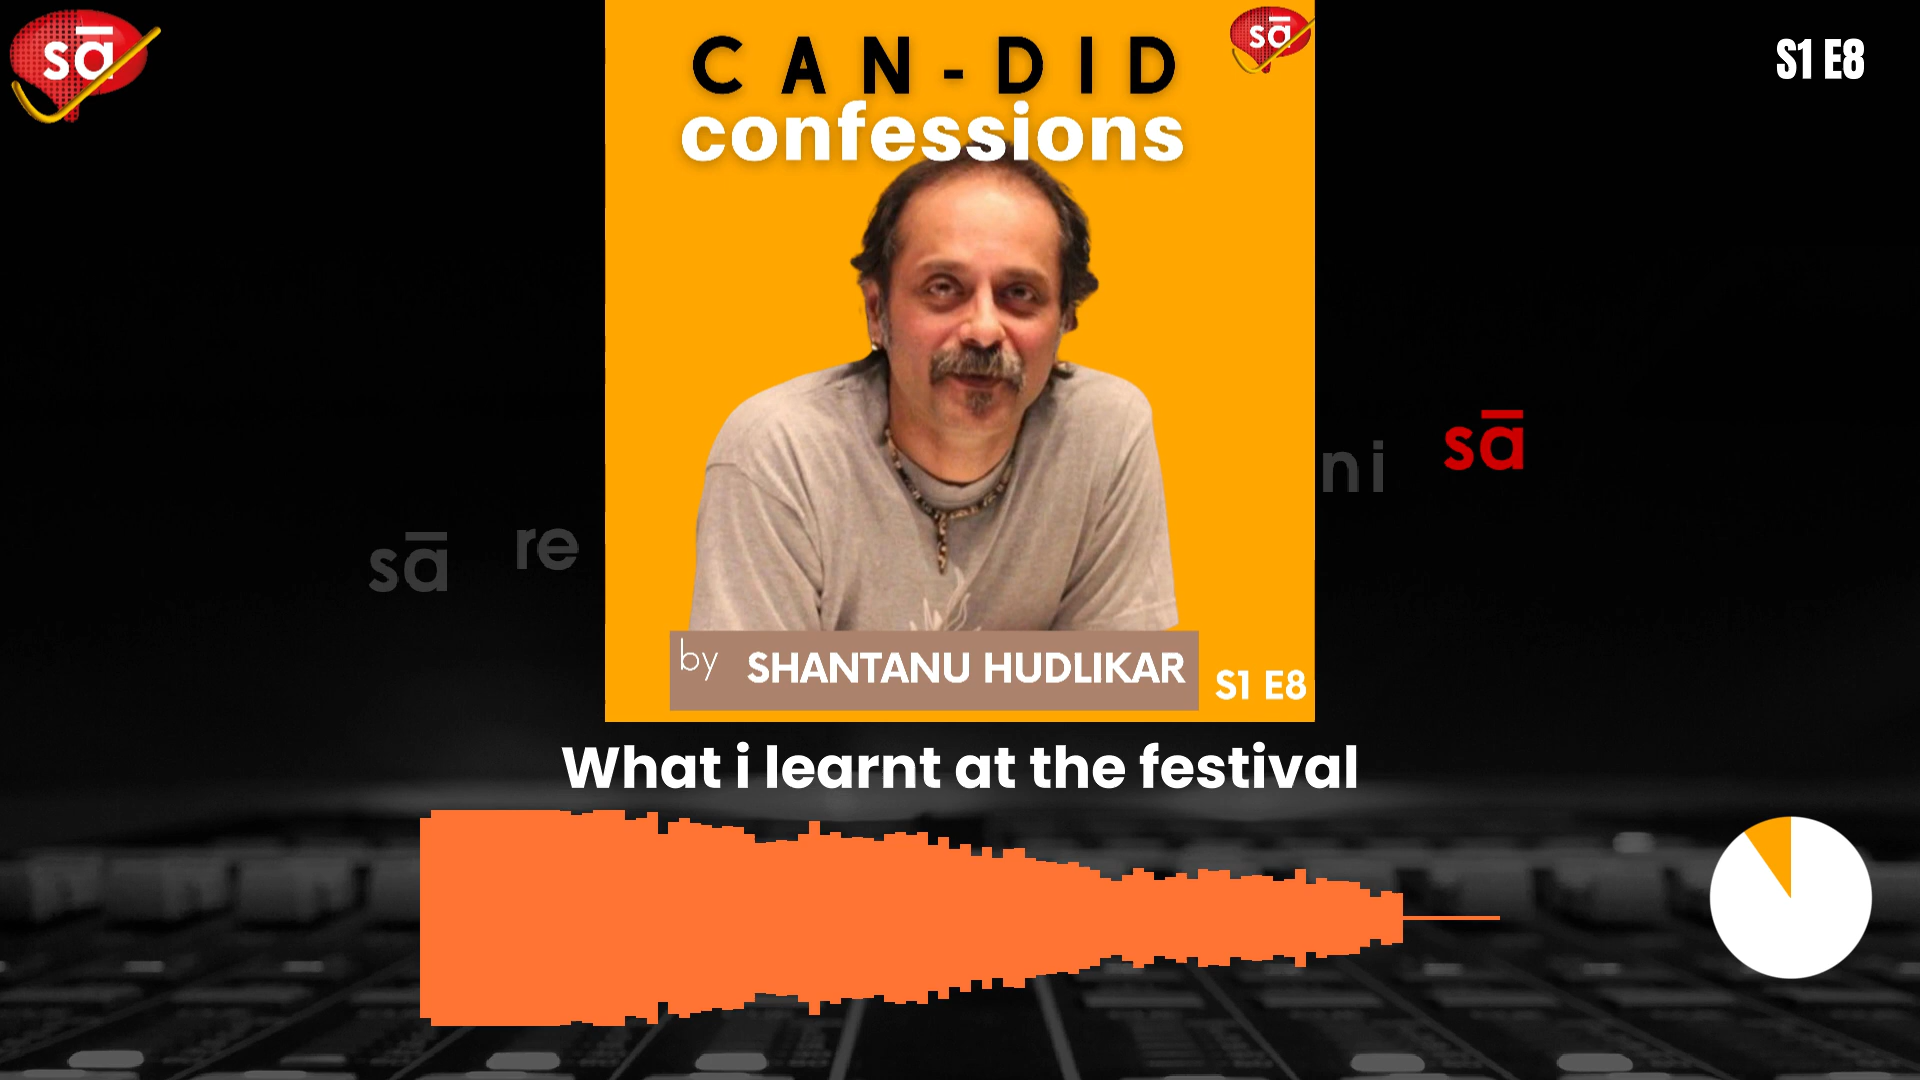 sā
CAN-DID
sā
S1 E8
confessions
sā
re
ni
sā
by SHANTANU HUDLIKAR
S1 E8
What i learnt at the festival